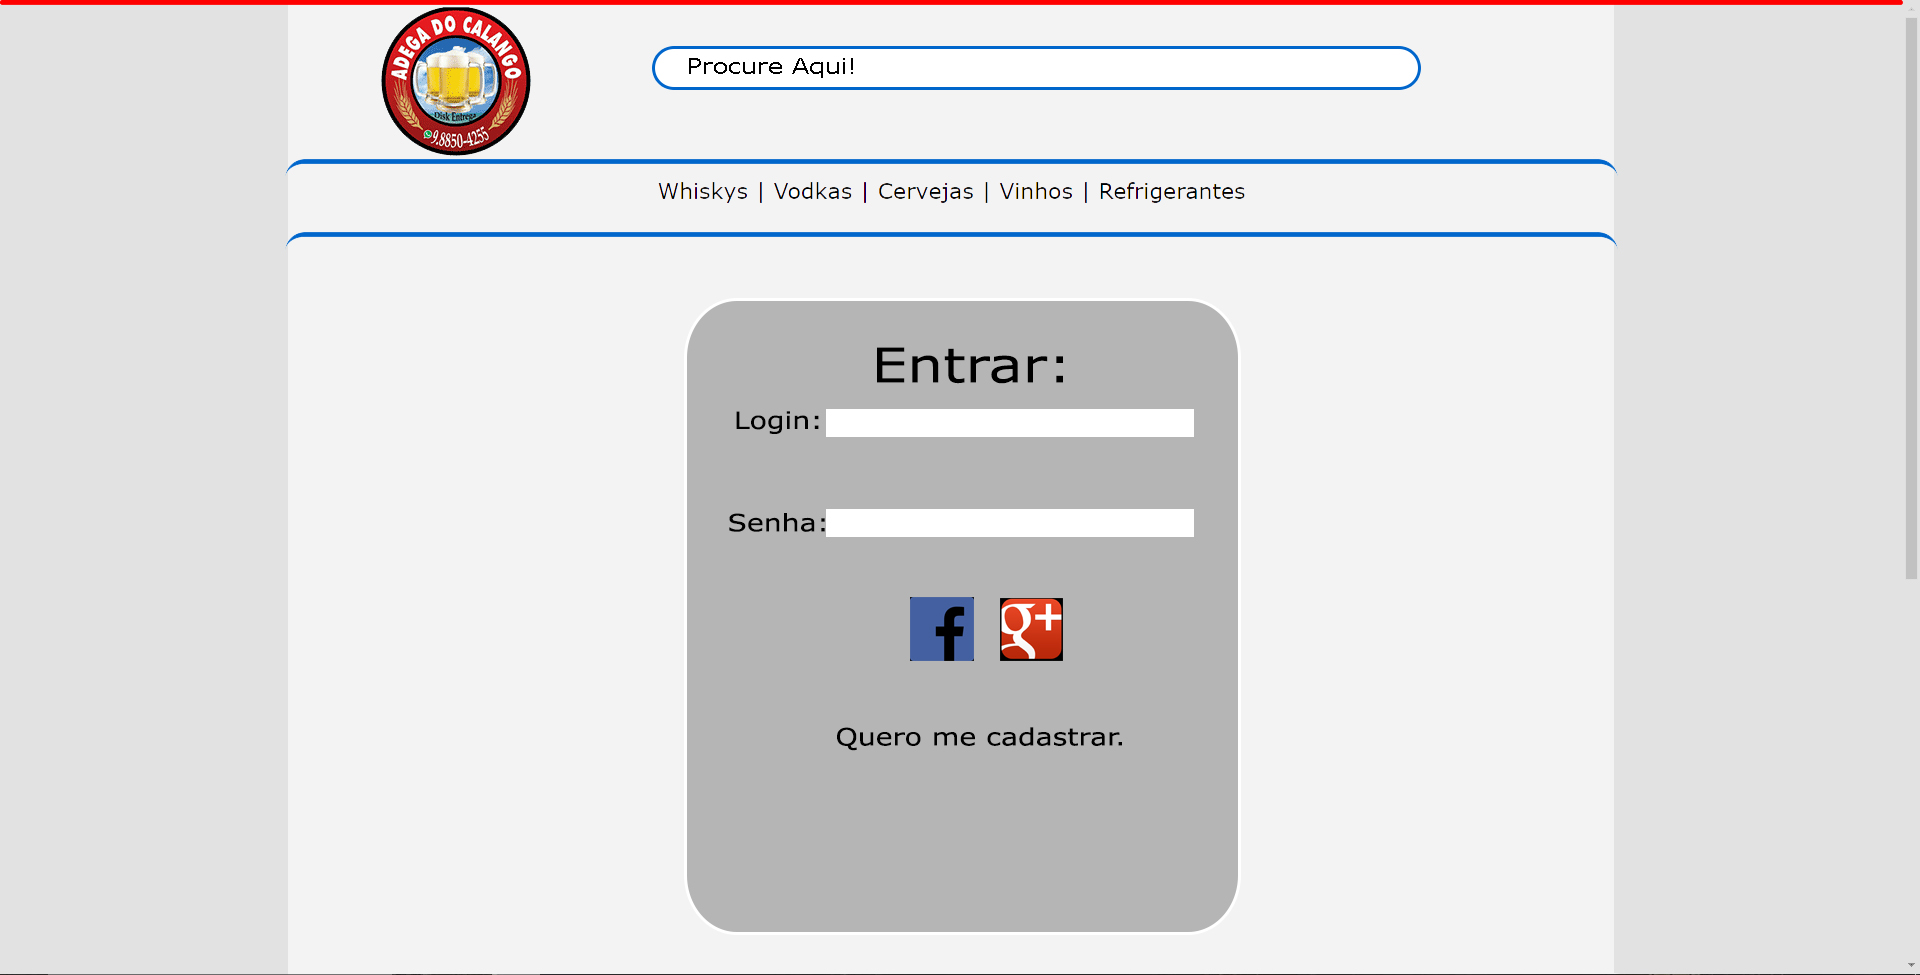 ADEGA DO CALANGO
Disk Entrega
9.8850-4255
Procure Aqui!
Whiskys | Vodkas | Cervejas | Vinhos | Refrigerantes
Entrar:
Login:
Senha:
f g+
Quero me cadastrar.